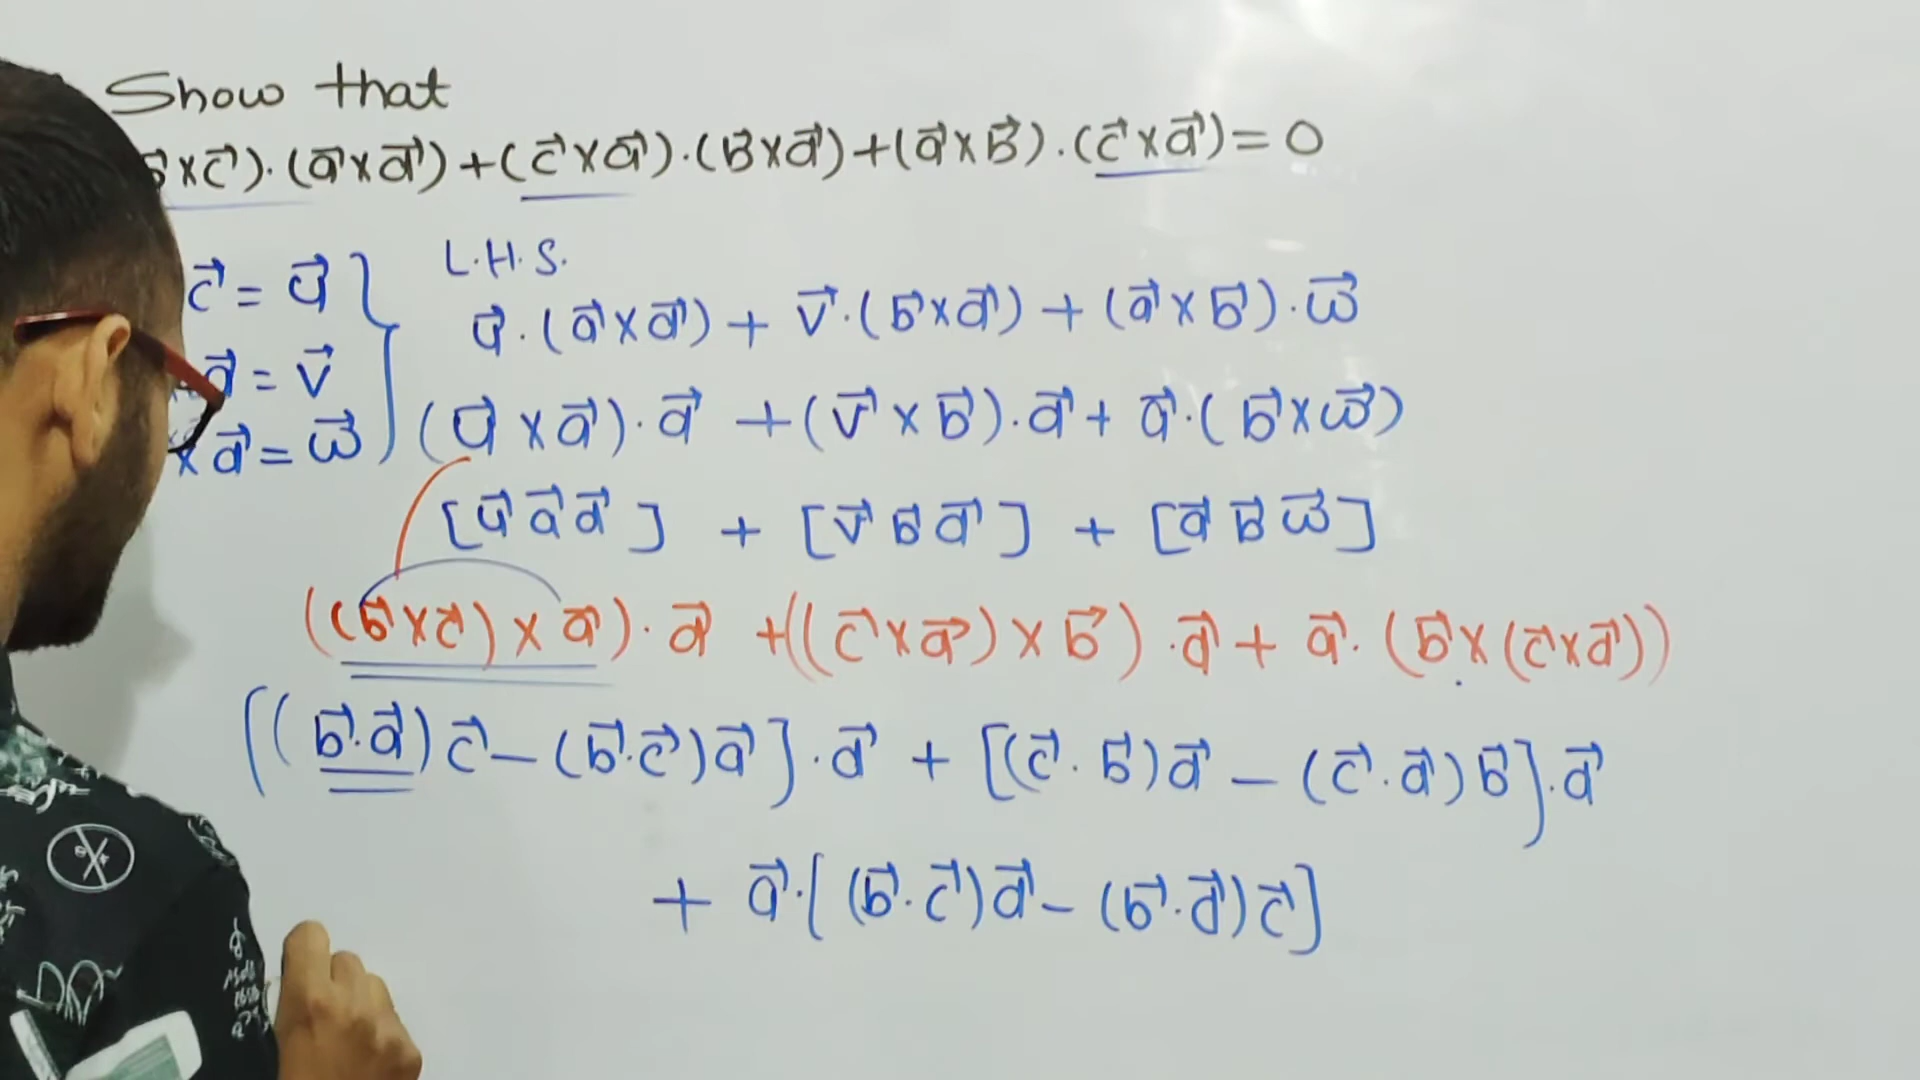 Show that
× c⃗)·(a⃗×d⃗)+(c⃗×a⃗)·(b⃗×d⃗)+(a⃗×b⃗)·(c⃗×d⃗)=0
c⃗ = u⃗
a⃗ = v⃗
× d⃗ = w⃗
L.H.S.
u⃗·(a⃗×d⃗) + v⃗·(b⃗×d⃗) + (a⃗×b⃗)·w⃗
(u⃗×a⃗)·d⃗ +(v⃗×b⃗)·d⃗ + a⃗·(b⃗×w⃗)
[u⃗ a⃗ d⃗] + [v⃗ b⃗ d⃗] + [a⃗ b⃗ w⃗]
((b⃗×c⃗)×a⃗)·d⃗ +((c⃗×a⃗)×b⃗)·d⃗ + a⃗·(b⃗×(c⃗×d⃗))
[(b⃗·a⃗)c⃗ – (b⃗·c⃗)a⃗]·d⃗ + [(c⃗·b⃗)a⃗ – (c⃗·a⃗)b⃗]·d⃗
+ a⃗·[(b⃗·c⃗)d⃗ – (b⃗·d⃗)c⃗]